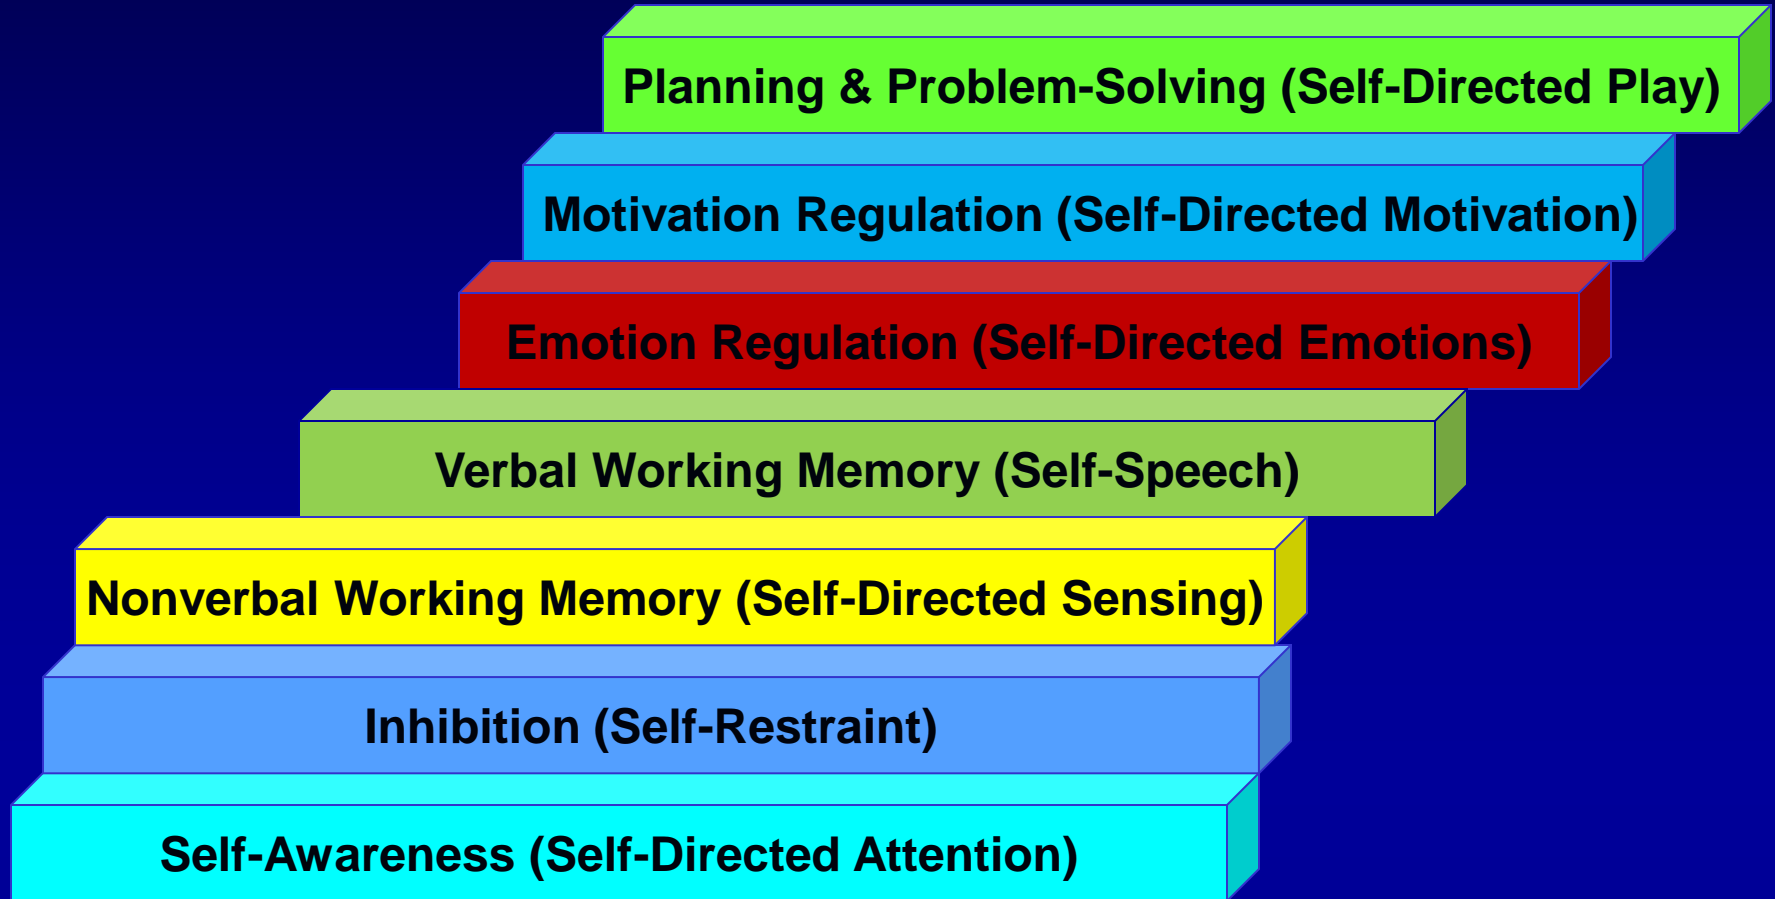 Planning & Problem-Solving (Self-Directed Play)
Motivation Regulation (Self-Directed Motivation)
Emotion Regulation (Self-Directed Emotions)
Verbal Working Memory (Self-Speech)
Nonverbal Working Memory (Self-Directed Sensing)
Inhibition (Self-Restraint)
Self-Awareness (Self-Directed Attention)